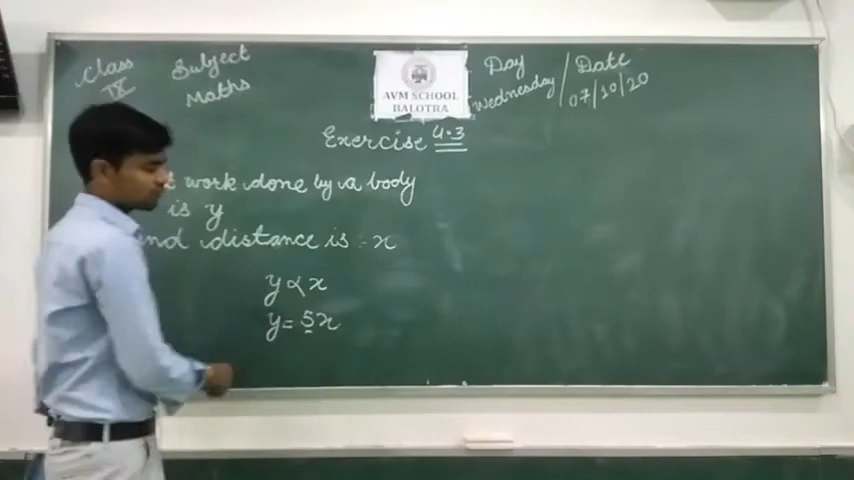 Class
IX
Subject
Maths
AVM SCHOOL
BALOTRA
Day
Wednesday
Date
07/10/20
Exercise 4.3
work done by a body
is y
and distance is = x
y ∝ x
y = 5x